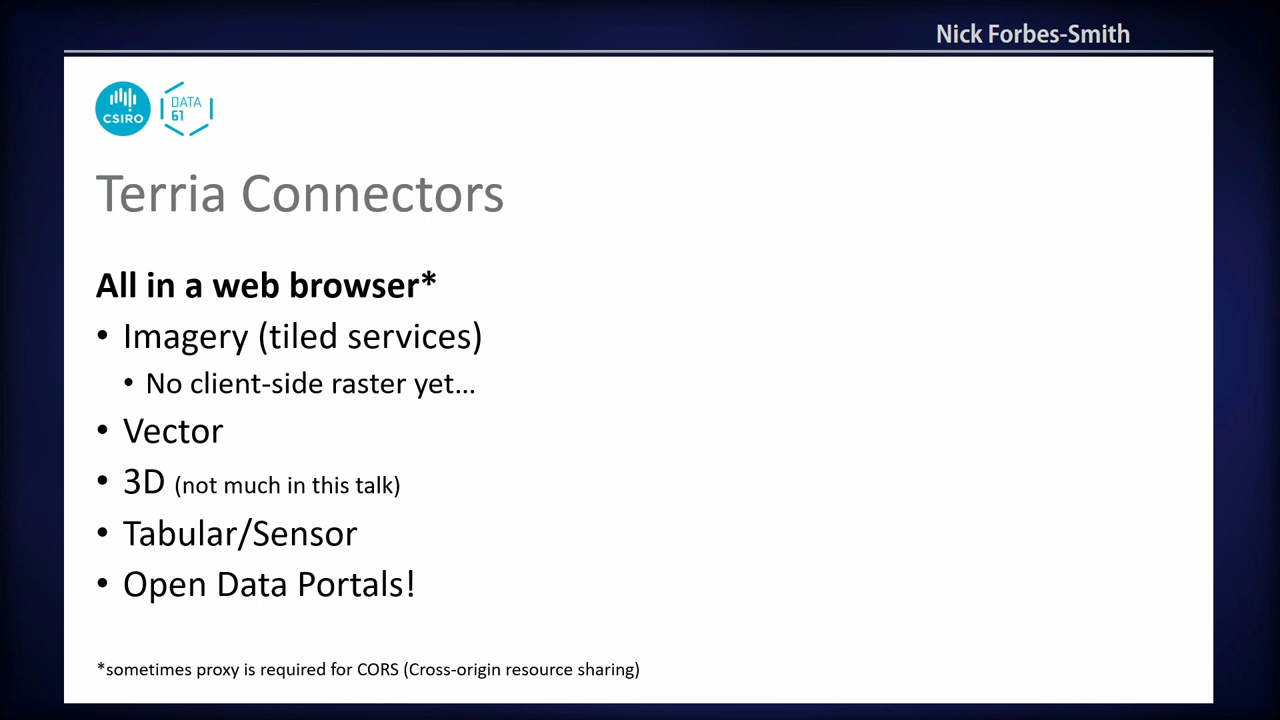 Nick Forbes-Smith
CSIRO
DATA
61
Terria Connectors
All in a web browser*
• Imagery (tiled services)
• No client-side raster yet...
• Vector
• 3D (not much in this talk)
• Tabular/Sensor
• Open Data Portals!
*sometimes proxy is required for CORS (Cross-origin resource sharing)